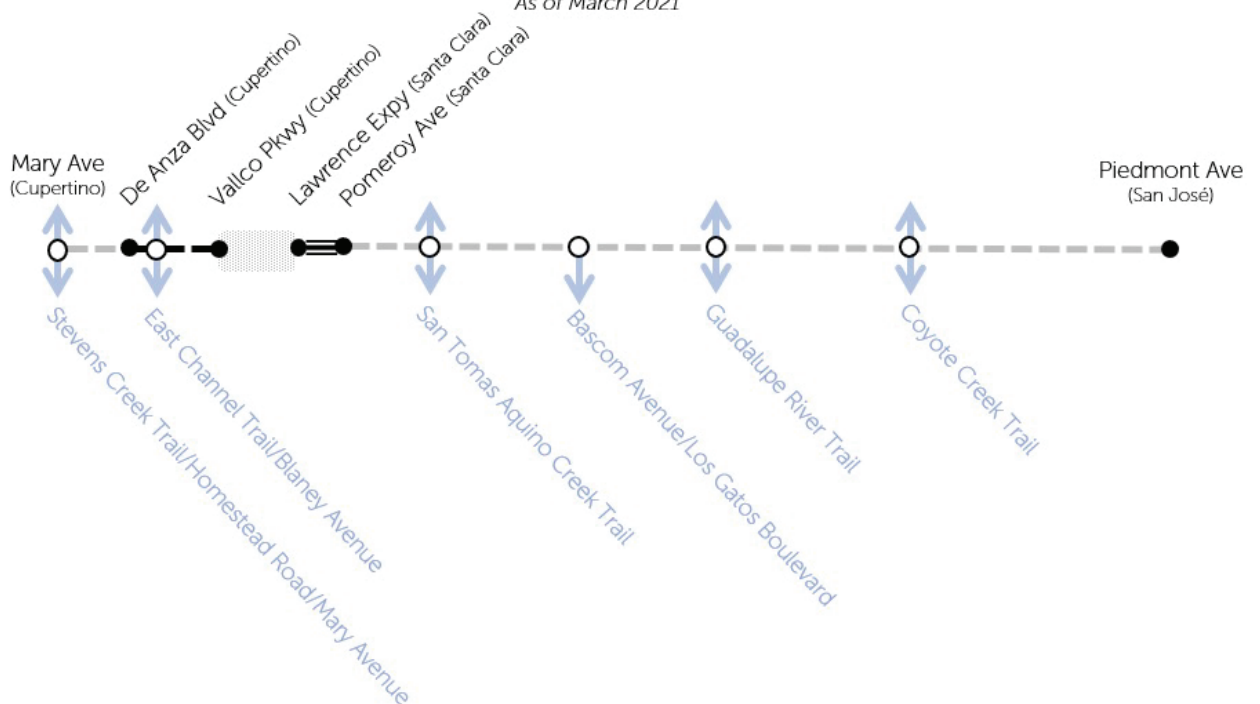 As of March 2021
Mary Ave
(Cupertino)
De Anza Blvd (Cupertino)
Vallco Pkwy (Cupertino)
Lawrence Expy (Santa Clara)
Pomeroy Ave (Santa Clara)
Piedmont Ave
(San José)
Stevens Creek Trail/Homestead Road/Mary Avenue
East Channel Trail/Blaney Avenue
San Tomas Aquino Creek Trail
Bascom Avenue/Los Gatos Boulevard
Guadalupe River Trail
Coyote Creek Trail